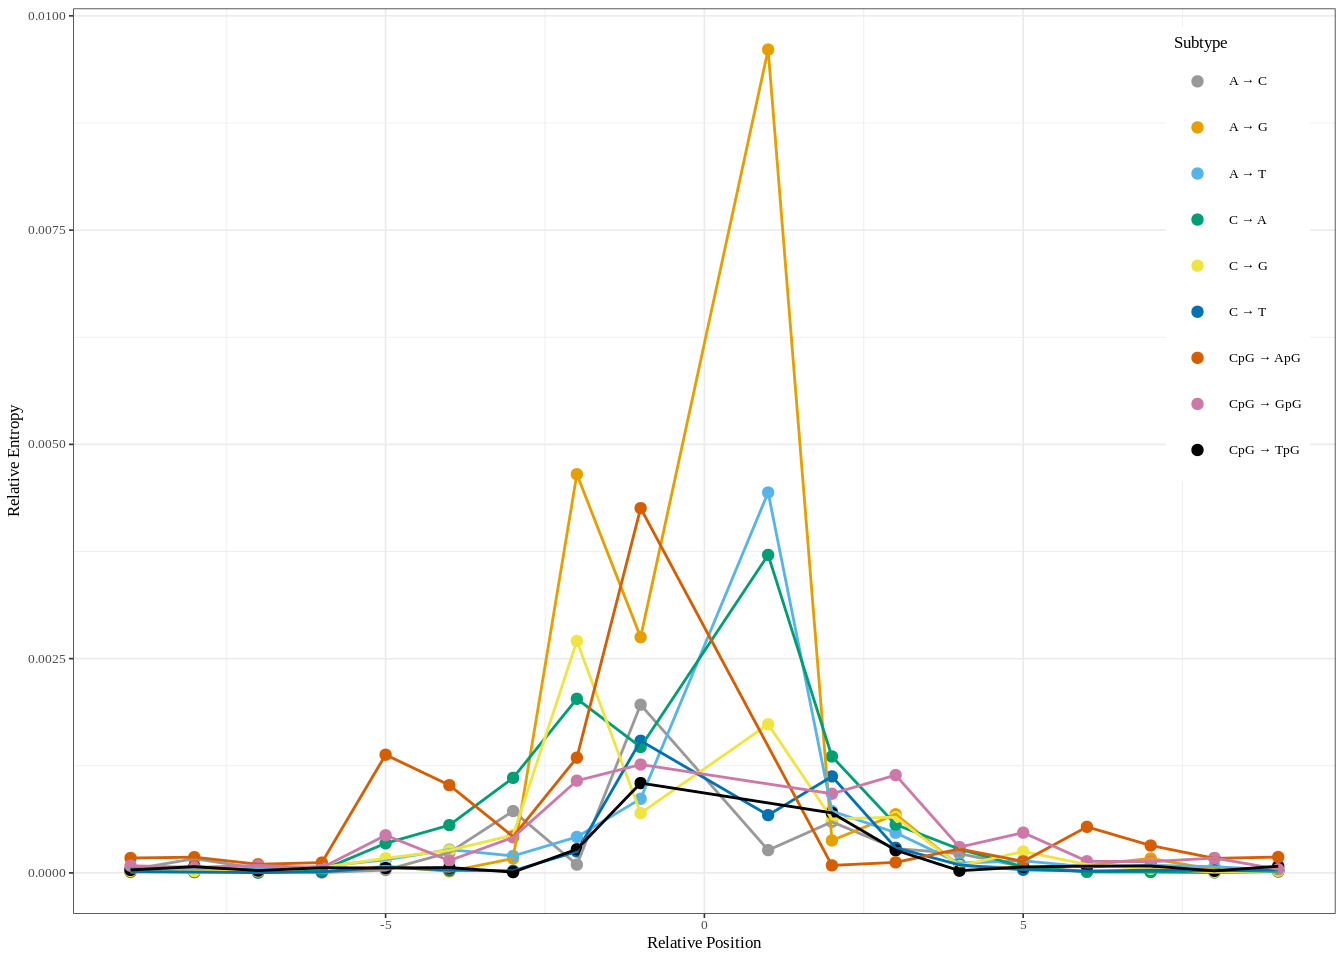 0.0100
0.0075
0.0050
0.0025
0.0000
Relative Entropy
-5
0
5
Relative Position
Subtype
A → C
A → G
A → T
C → A
C → G
C → T
CpG → ApG
CpG → GpG
CpG → TpG